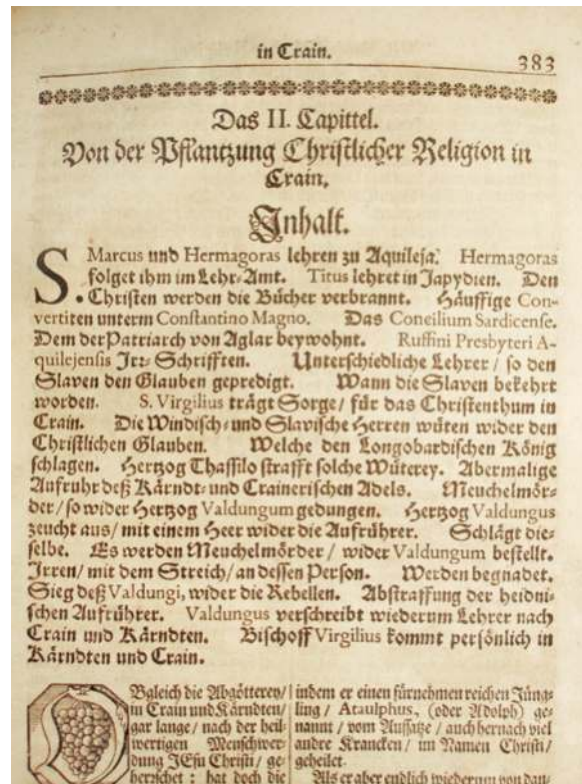 in Crain.
383
Das II. Capittel.
Von der Pflantzung Christlicher Religion in
Crain.
Inhalt.
S. Marcus und Hermagoras lehren zu Aquileja. Hermagoras
folget ihm im Lehr-Amt. Titus lehret in Japydien. Den
Christen werden die Bücher verbrannt. Häuffige Con-
vertiten unterm Constantino Magno. Das Concilium Sardicense.
Dem der Patriarch von Aglar beywohnt. Ruffini Presbyteri A-
quilejensis Irr-Schrifften. Unterschiedliche Lehrer / so den
Slaven den Glauben gepredigt. Wann die Slaven bekehrt
worden. S. Virgilius trägt Sorge / für das Christenthum in
Crain. Die Windisch- und Slavische Herren wüten wider den
Christlichen Glauben. Welche den Longobardischen König
schlagen. Hertzog Thassilo strafft solche Wüterey. Abermalige
Auffruhr deß Kärndt- und Crainerischen Adels. Meuchelmör-
der / so wider Hertzog Valdungum gedungen. Hertzog Valdungus
zeucht aus / mit einem Heer wider die Aufrührer. Schlägt die-
selbe. Es werden Meuchelmörder / wider Valdungum bestellt.
Irren / mit dem Streich / an dessen Person. Werden begnadet.
Sieg deß Valdungi, wider die Rebellen. Abstraffung der heidni-
schen Aufrührer. Valdungus verschreibt wiederum Lehrer nach
Crain und Kärndten. Bischoff Virgilius kommt persönlich in
Kärndten und Crain.
Obgleich die Abgötterey /
in Crain und Kärndten /
gar lange / nach der heil-
wertigen Menschwer-
dung JEsu Christi / ge-
herrschet : hat doch die
indem er einen fürnehmen reichen Jüng-
ling / Ataulphus, (oder Adolph) ge-
nannt / vom Aussatze / auch hernach viel
andre Krancken / im Namen Christi /
geheilet.
Als er aber endlich wiederum von dan-